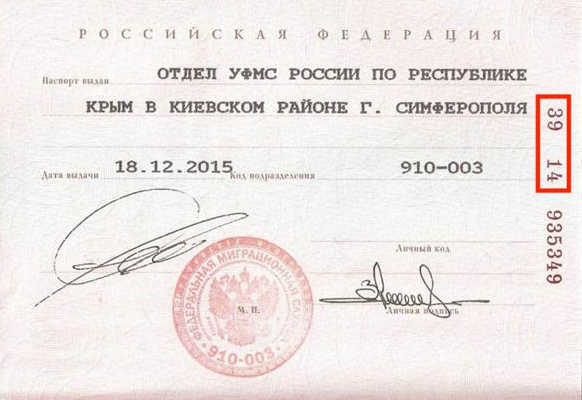 РОССИЙСКАЯ ФЕДЕРАЦИЯ
Паспорт выдан ОТДЕЛ УФМС РОССИИ ПО РЕСПУБЛИКЕ
КРЫМ В КИЕВСКОМ РАЙОНЕ Г. СИМФЕРОПОЛЯ
Дата выдачи 18.12.2015 Код подразделения 910-003
Личный код
М. П.
Личная подпись
ФЕДЕРАЛЬНАЯ МИГРАЦИОННАЯ СЛУЖБА
910-003
39 14 935349